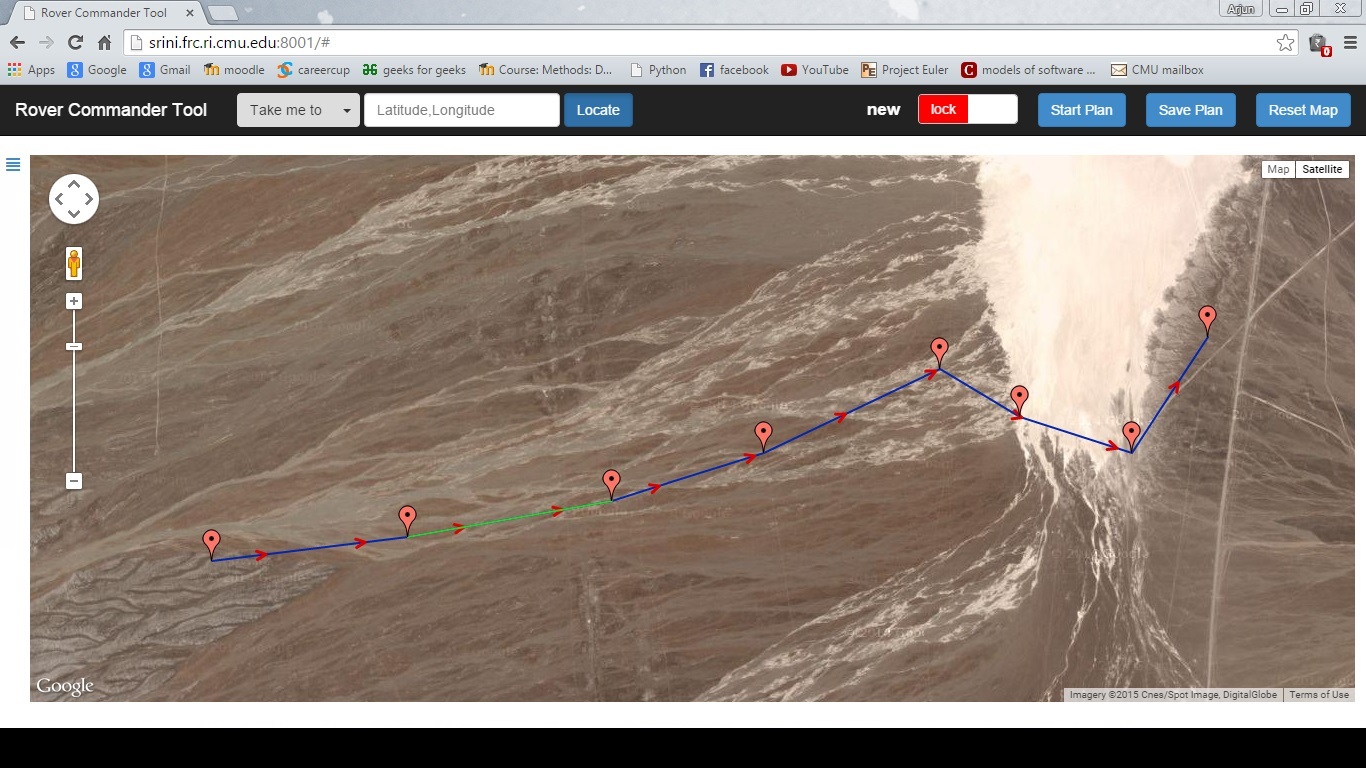 Rover Commander Tool
Arjun
srini.frc.ri.cmu.edu:8001/#
0
Apps Google Gmail moodle careercup geeks for geeks Course: Methods: D... Python facebook YouTube Project Euler models of software ... CMU mailbox
Rover Commander Tool Take me to Latitude,Longitude Locate new lock Start Plan Save Plan Reset Map
Map Satellite
Google
Imagery ©2015 Cnes/Spot Image, DigitalGlobe Terms of Use